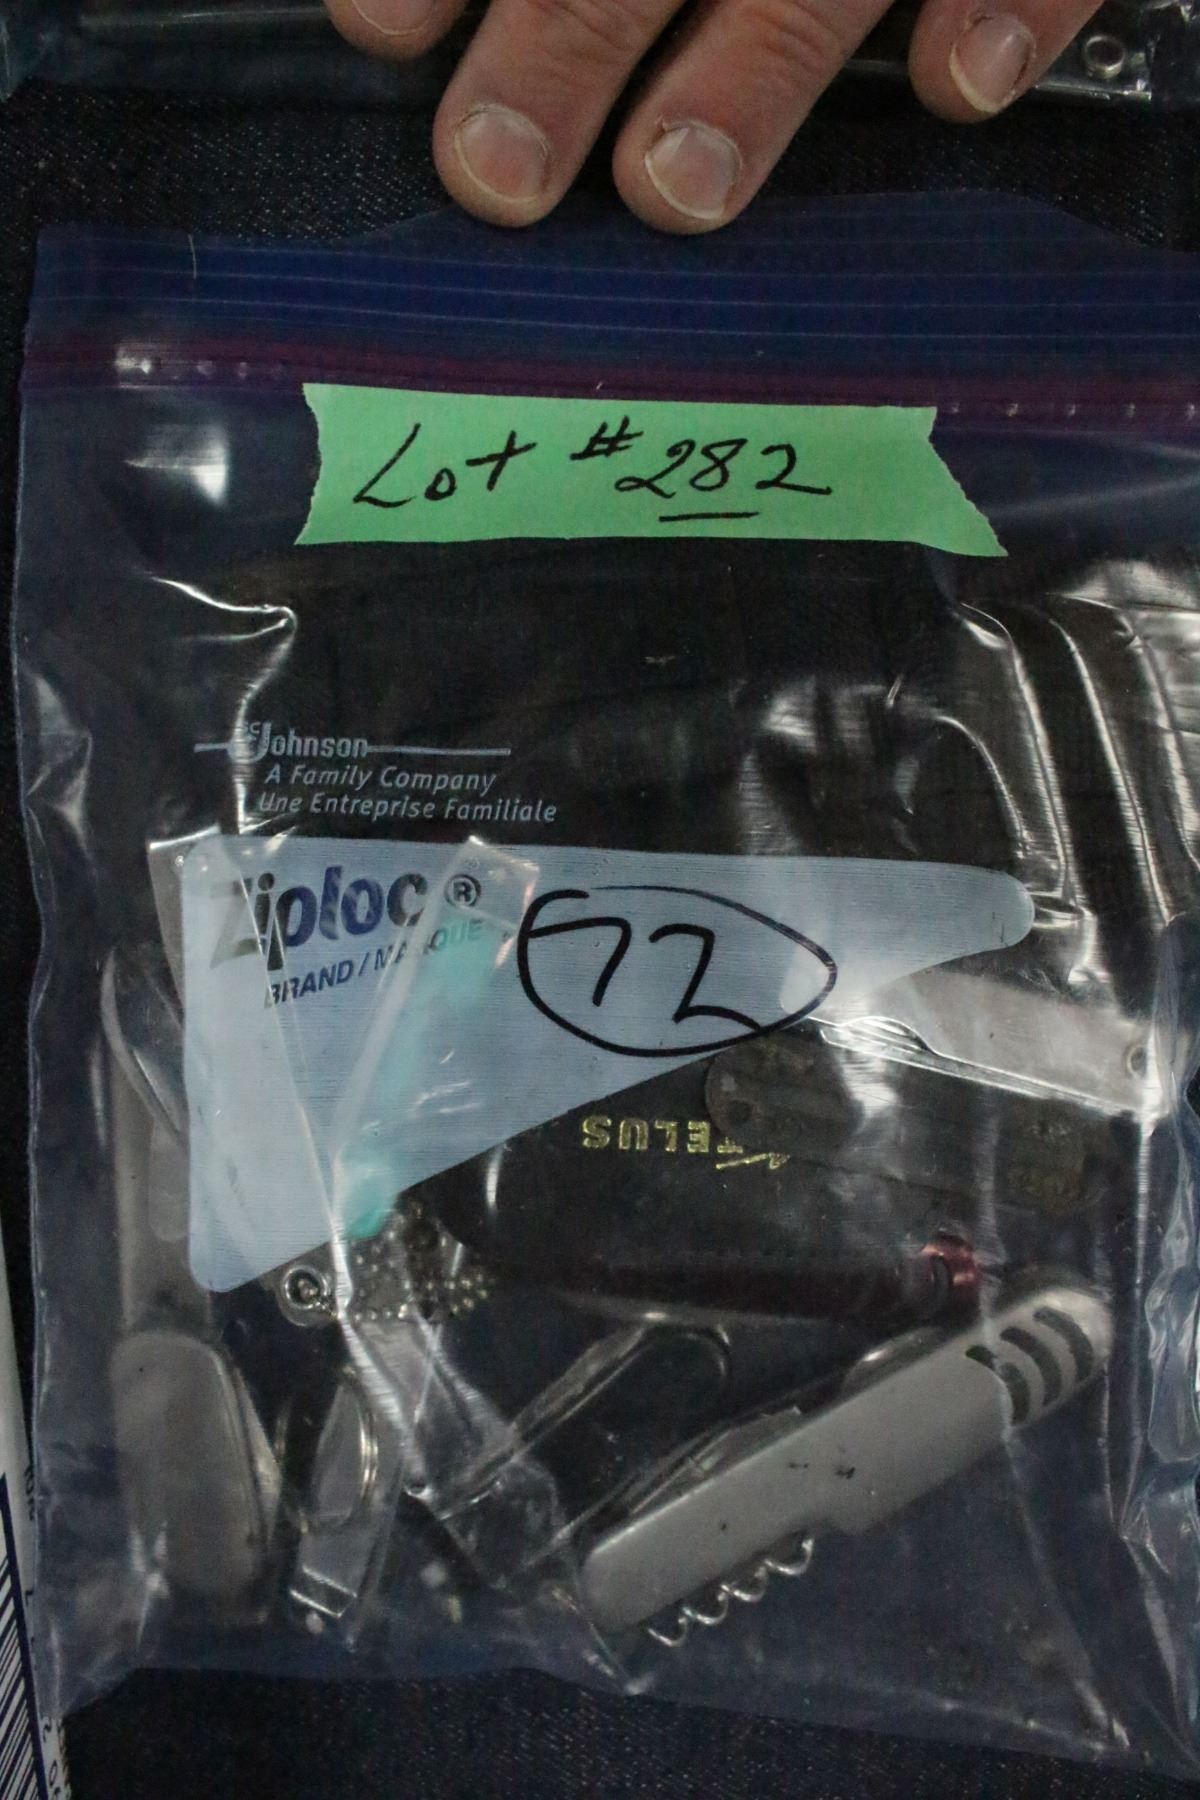 Lot #282
SC Johnson
A Family Company
Une Entreprise Familiale
Ziploc®
BRAND / MARQUE
72
TELUS